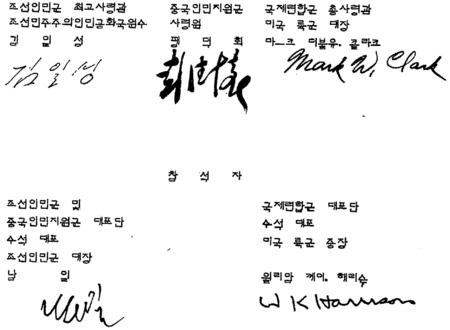 조선인민군 최고사령관
조선민주주의인민공화국원수
김 일 성
김일성
중국인민지원군
사령원
팽 덕 회
彭德懷
국제련합군 총사령관
미국 륙군 대장
마-크 더블유. 클라크
Mark W. Clark
참 석 자
조선인민군 및
중국인민지원군 대표단
수석 대표
조선인민군 대장
남 일
국제련합군 대표단
수석 대표
미국 륙군 중장
윌리암 케이. 해리슨
W K Harrison